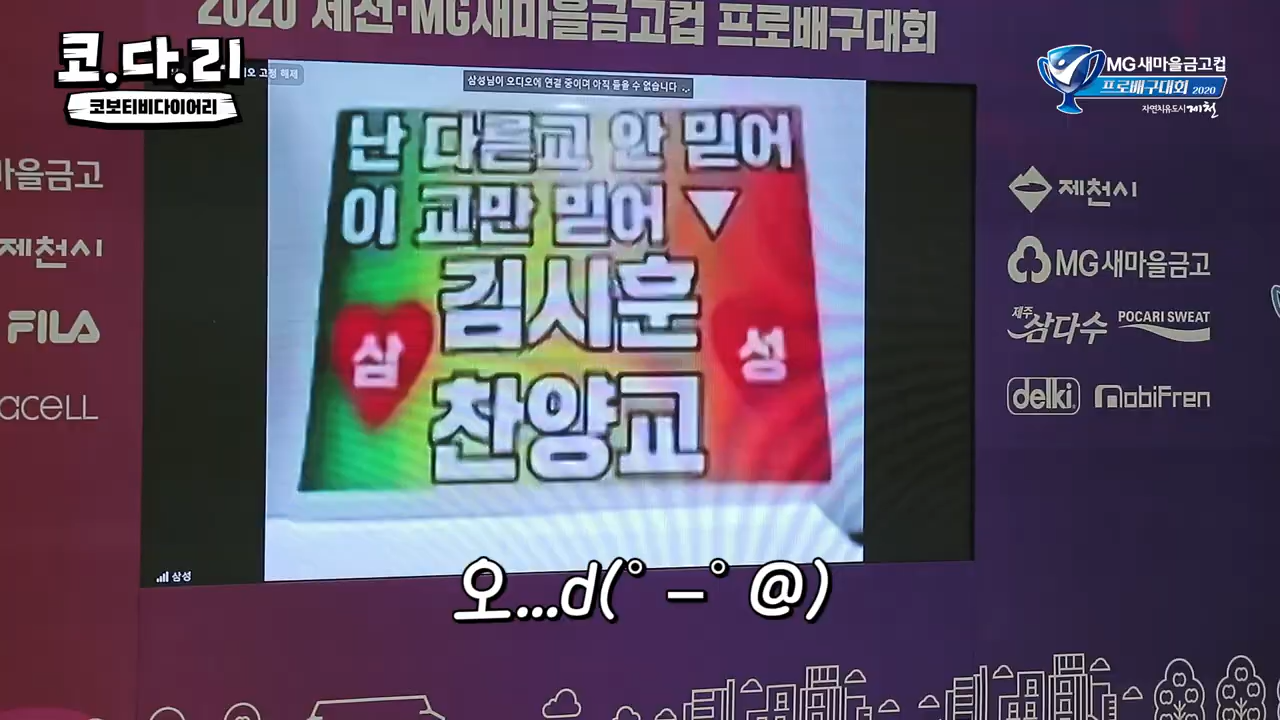 2020 제천·MG새마을금고컵 프로배구대회
코.다.리
코보티비다이어리
오 고정 해제
삼성님이 오디오에 연결 중이며 아직 들을 수 없습니다
MG새마을금고컵
프로배구대회 2020
자연치유도시 제천
난 다른교 안 믿어
이 교만 믿어▼
김시훈
삼
성
찬양교
마을금고
제천시
FILA
aceLL
제천시
MG새마을금고
제주 삼다수
POCARI SWEAT
delki
mobiFren
삼성
오...d(˚ –˚ @)